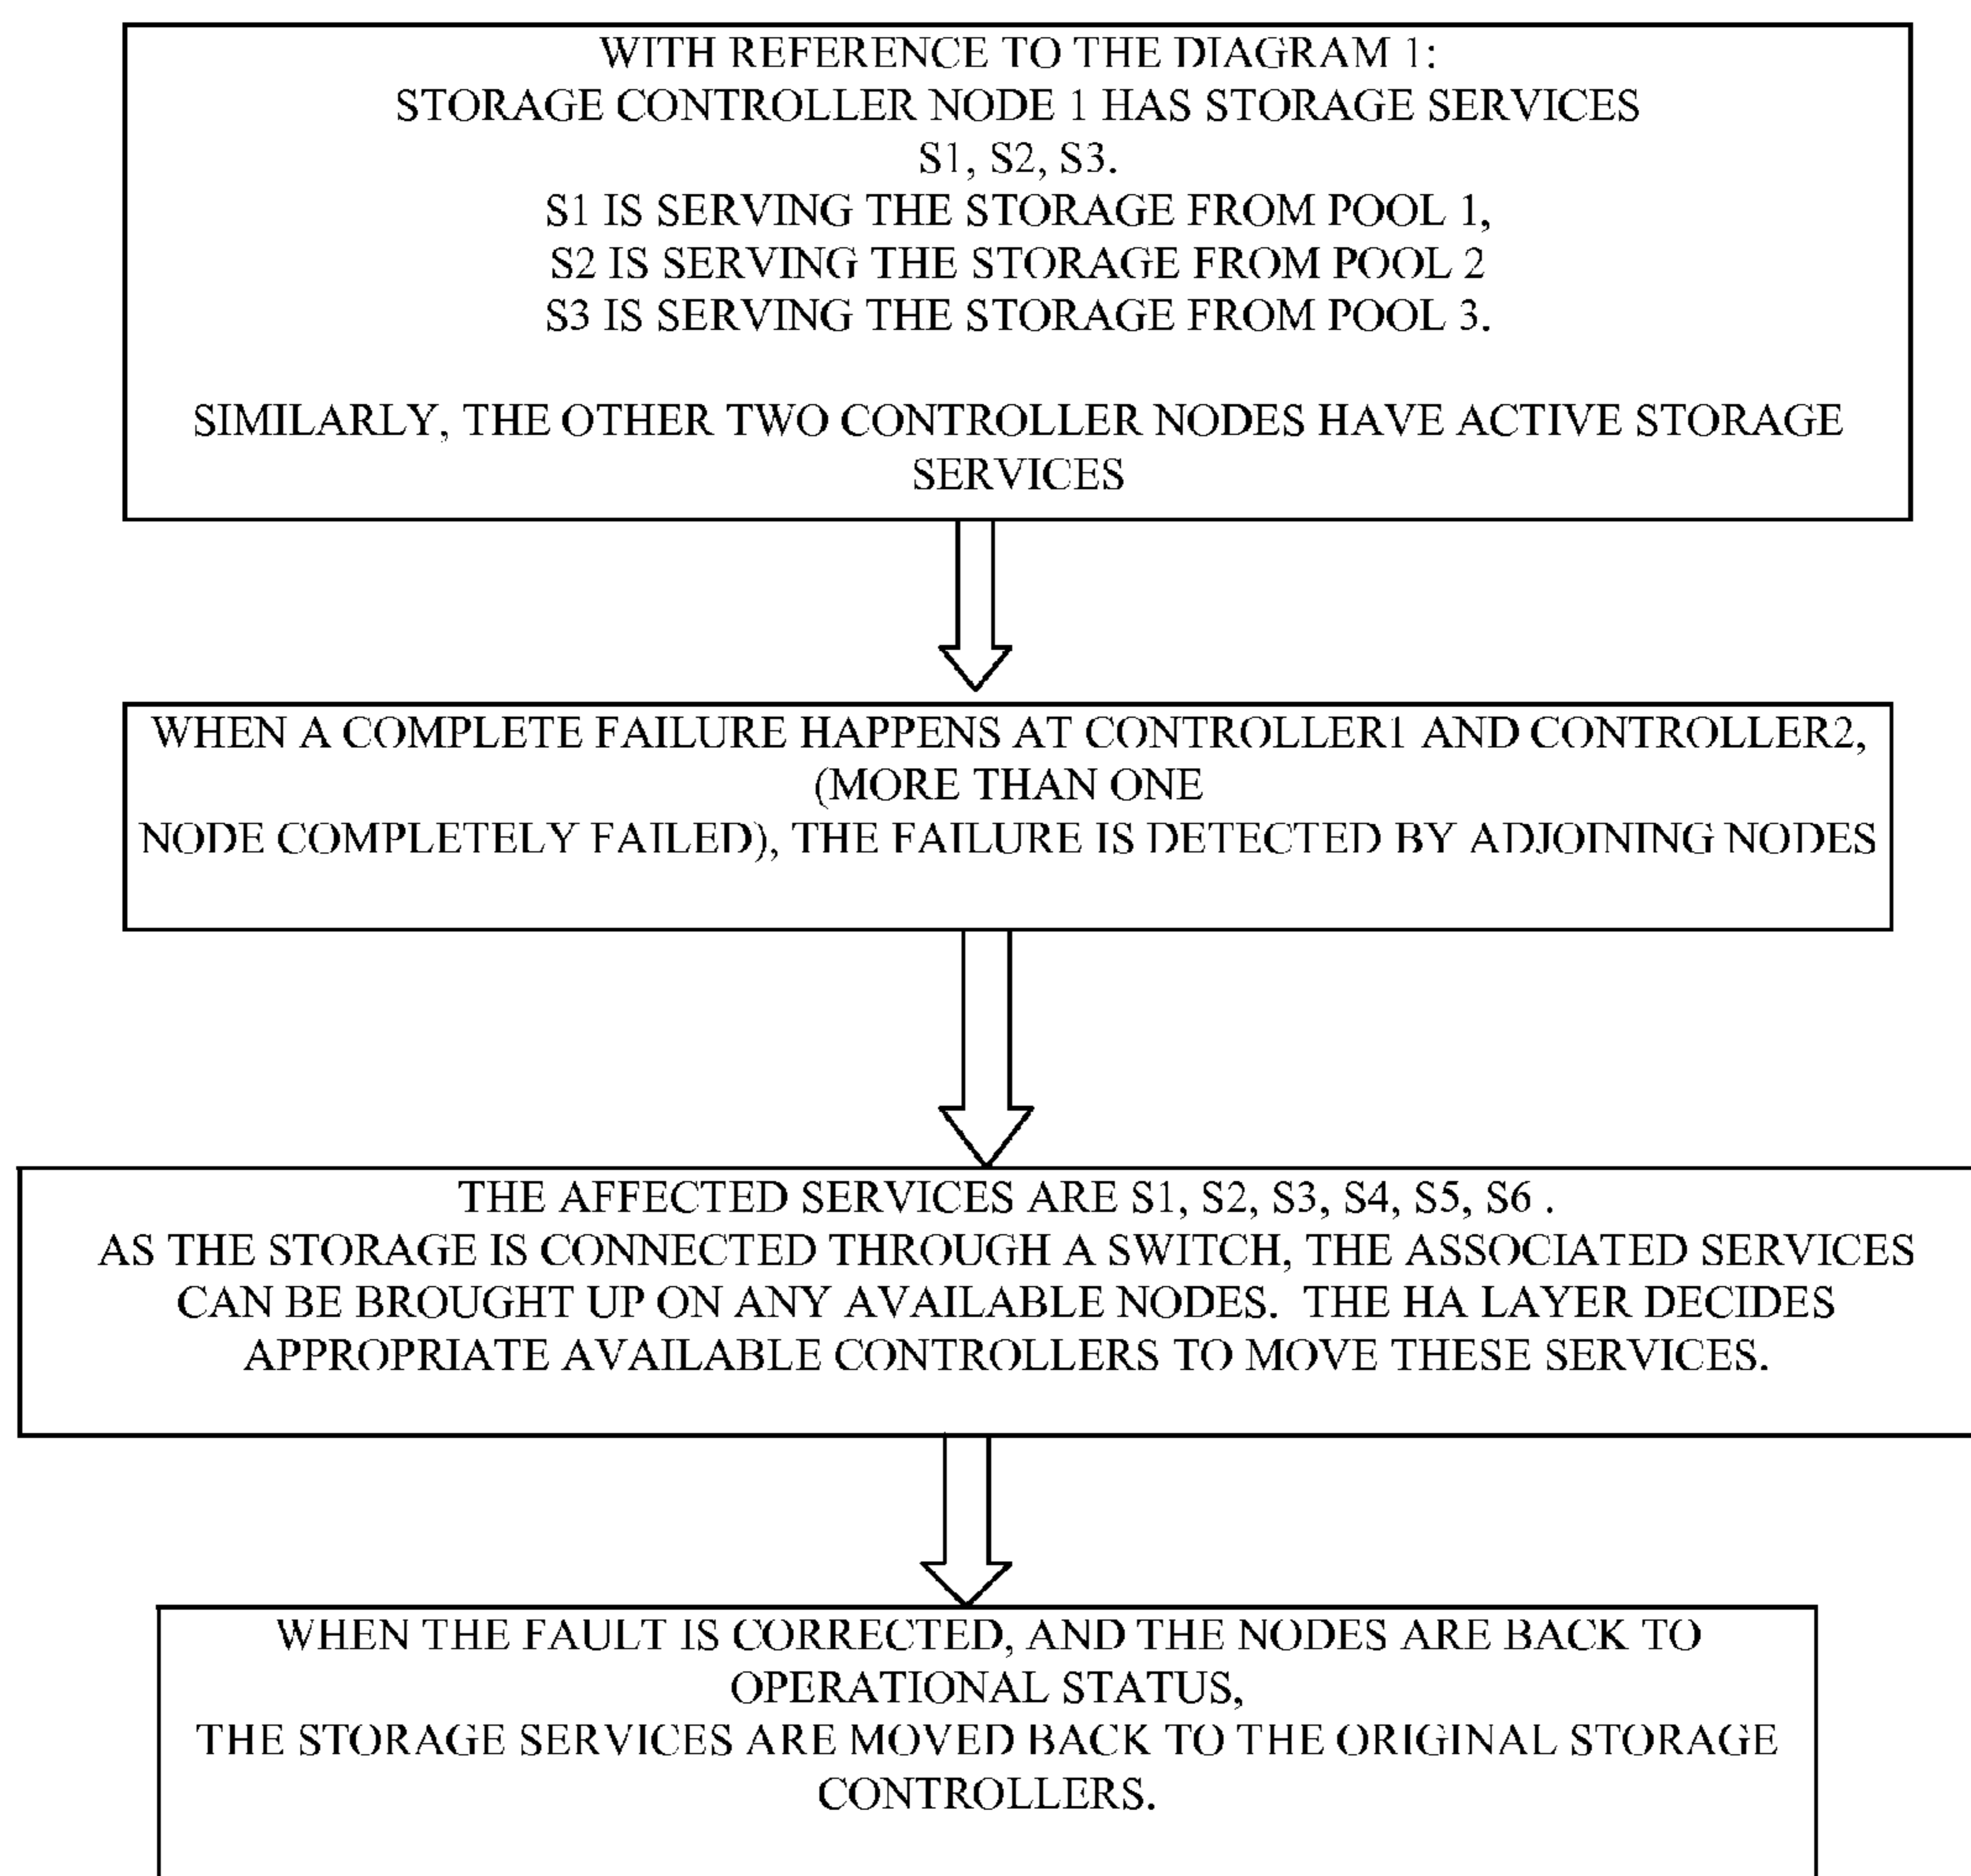 WITH REFERENCE TO THE DIAGRAM 1:
STORAGE CONTROLLER NODE 1 HAS STORAGE SERVICES
S1, S2, S3.
S1 IS SERVING THE STORAGE FROM POOL 1,
S2 IS SERVING THE STORAGE FROM POOL 2
S3 IS SERVING THE STORAGE FROM POOL 3.
SIMILARLY, THE OTHER TWO CONTROLLER NODES HAVE ACTIVE STORAGE
SERVICES
WHEN A COMPLETE FAILURE HAPPENS AT CONTROLLER1 AND CONTROLLER2,
(MORE THAN ONE
NODE COMPLETELY FAILED), THE FAILURE IS DETECTED BY ADJOINING NODES
THE AFFECTED SERVICES ARE S1, S2, S3, S4, S5, S6 .
AS THE STORAGE IS CONNECTED THROUGH A SWITCH, THE ASSOCIATED SERVICES
CAN BE BROUGHT UP ON ANY AVAILABLE NODES. THE HA LAYER DECIDES
APPROPRIATE AVAILABLE CONTROLLERS TO MOVE THESE SERVICES.
WHEN THE FAULT IS CORRECTED, AND THE NODES ARE BACK TO
OPERATIONAL STATUS,
THE STORAGE SERVICES ARE MOVED BACK TO THE ORIGINAL STORAGE
CONTROLLERS.